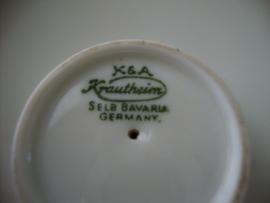 K&A
Krautheim
SELB BAVARIA
GERMANY.